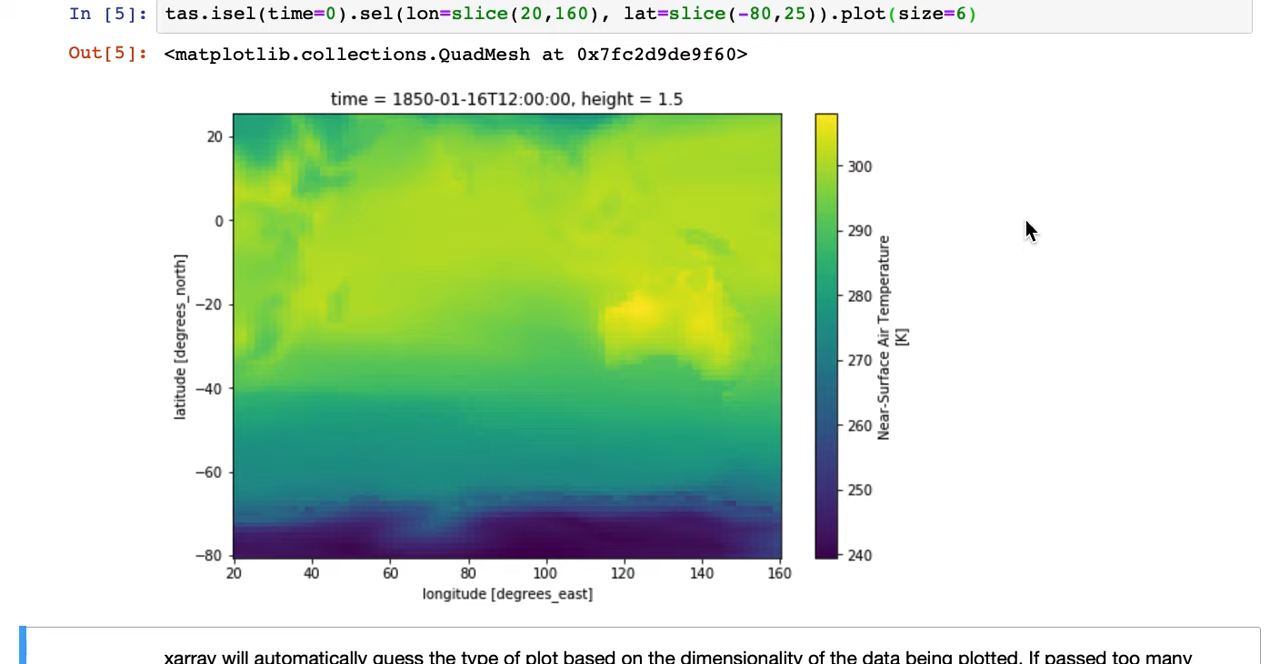 In [5]: tas.isel(time=0).sel(lon=slice(20,160), lat=slice(-80,25)).plot(size=6)
Out[5]: <matplotlib.collections.QuadMesh at 0x7fc2d9de9f60>
time = 1850-01-16T12:00:00, height = 1.5
latitude [degrees_north]
20
0
−20
−40
−60
−80
20 40 60 80 100 120 140 160
longitude [degrees_east]
300
290
280
270
260
250
240
Near-Surface Air Temperature
[K]
xarray will automatically guess the type of plot based on the dimensionality of the data being plotted. If passed too many